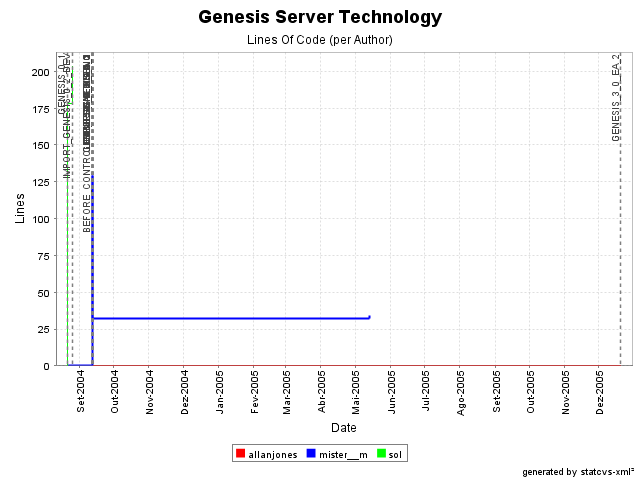 Genesis Server Technology
Lines Of Code (per Author)
Lines
200
175
150
125
100
75
50
25
0
GENESIS_0_1
IMPORT_GENESIS_0_2_DEV
BEFORE_CONTRO
GENESIS_3_0_EA_2
Set-2004
Out-2004
Nov-2004
Dez-2004
Jan-2005
Fev-2005
Mar-2005
Abr-2005
Mai-2005
Jun-2005
Jul-2005
Ago-2005
Set-2005
Out-2005
Nov-2005
Dez-2005
Date
allanjones mister__m sol
generated by statcvs-xml²